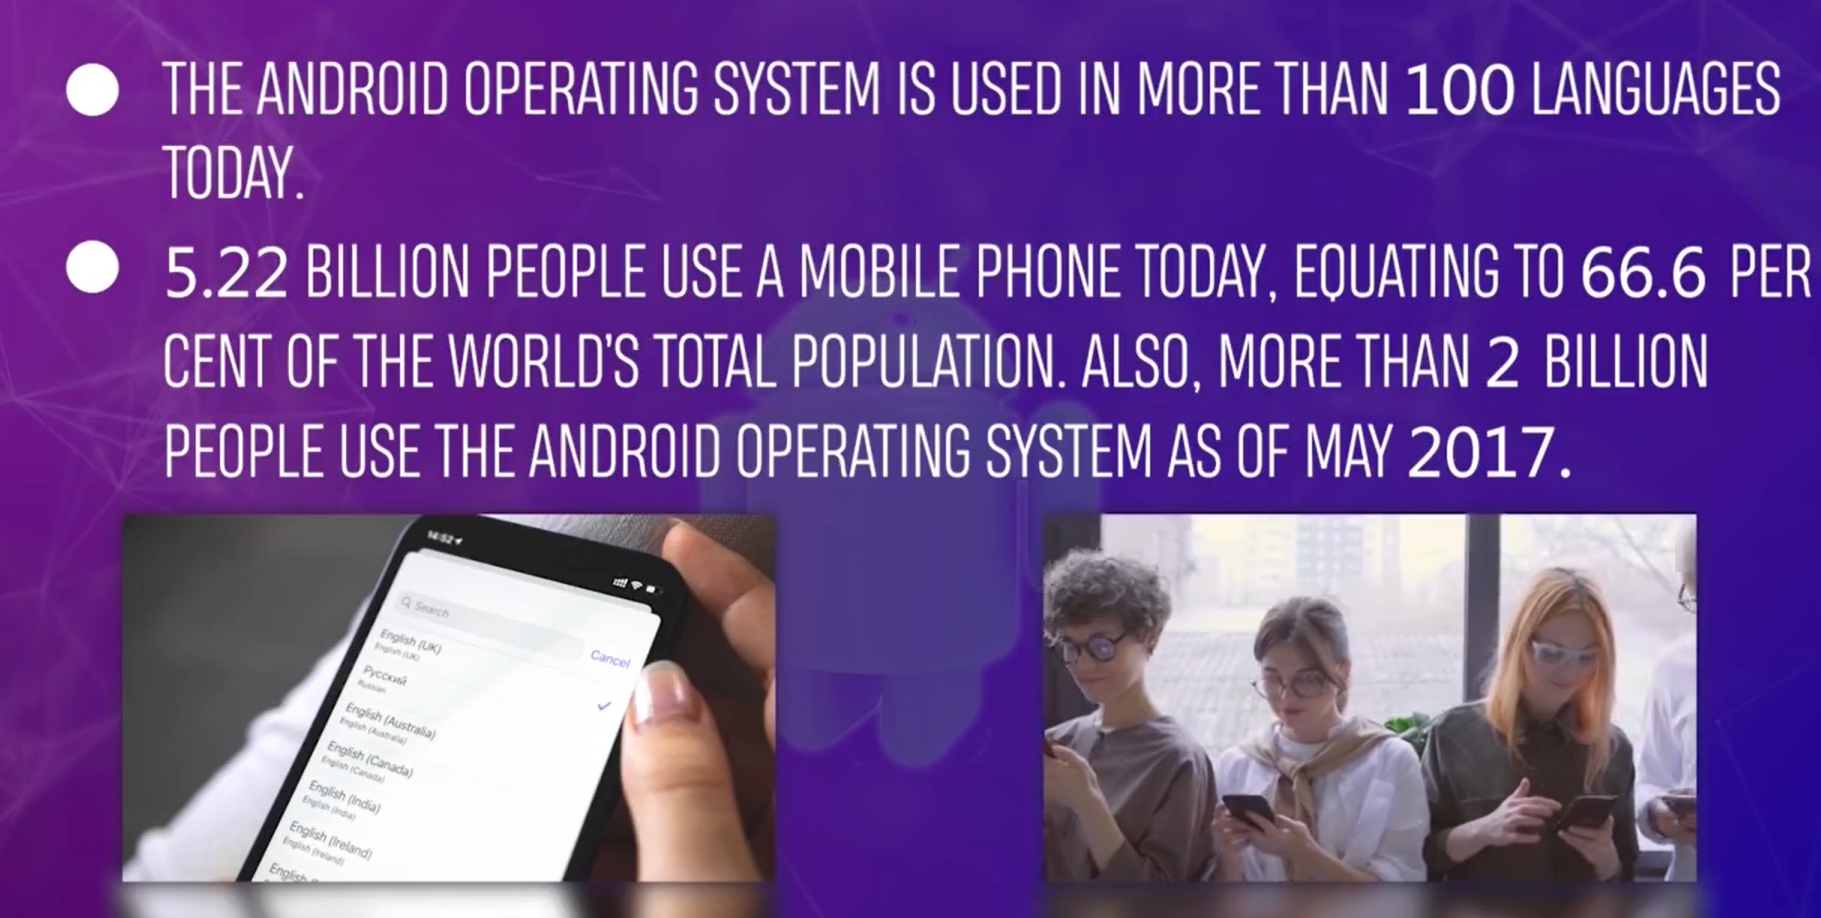 THE ANDROID OPERATING SYSTEM IS USED IN MORE THAN 100 LANGUAGES
TODAY.
5.22 BILLION PEOPLE USE A MOBILE PHONE TODAY, EQUATING TO 66.6 PER
CENT OF THE WORLD'S TOTAL POPULATION. ALSO, MORE THAN 2 BILLION
PEOPLE USE THE ANDROID OPERATING SYSTEM AS OF MAY 2017.
14:52
Search
Cancel
English (UK)
English (UK)
Русский
Russian
English (Australia)
English (Australia)
English (Canada)
English (Canada)
English (India)
English (India)
English (Ireland)
English (Ireland)
English